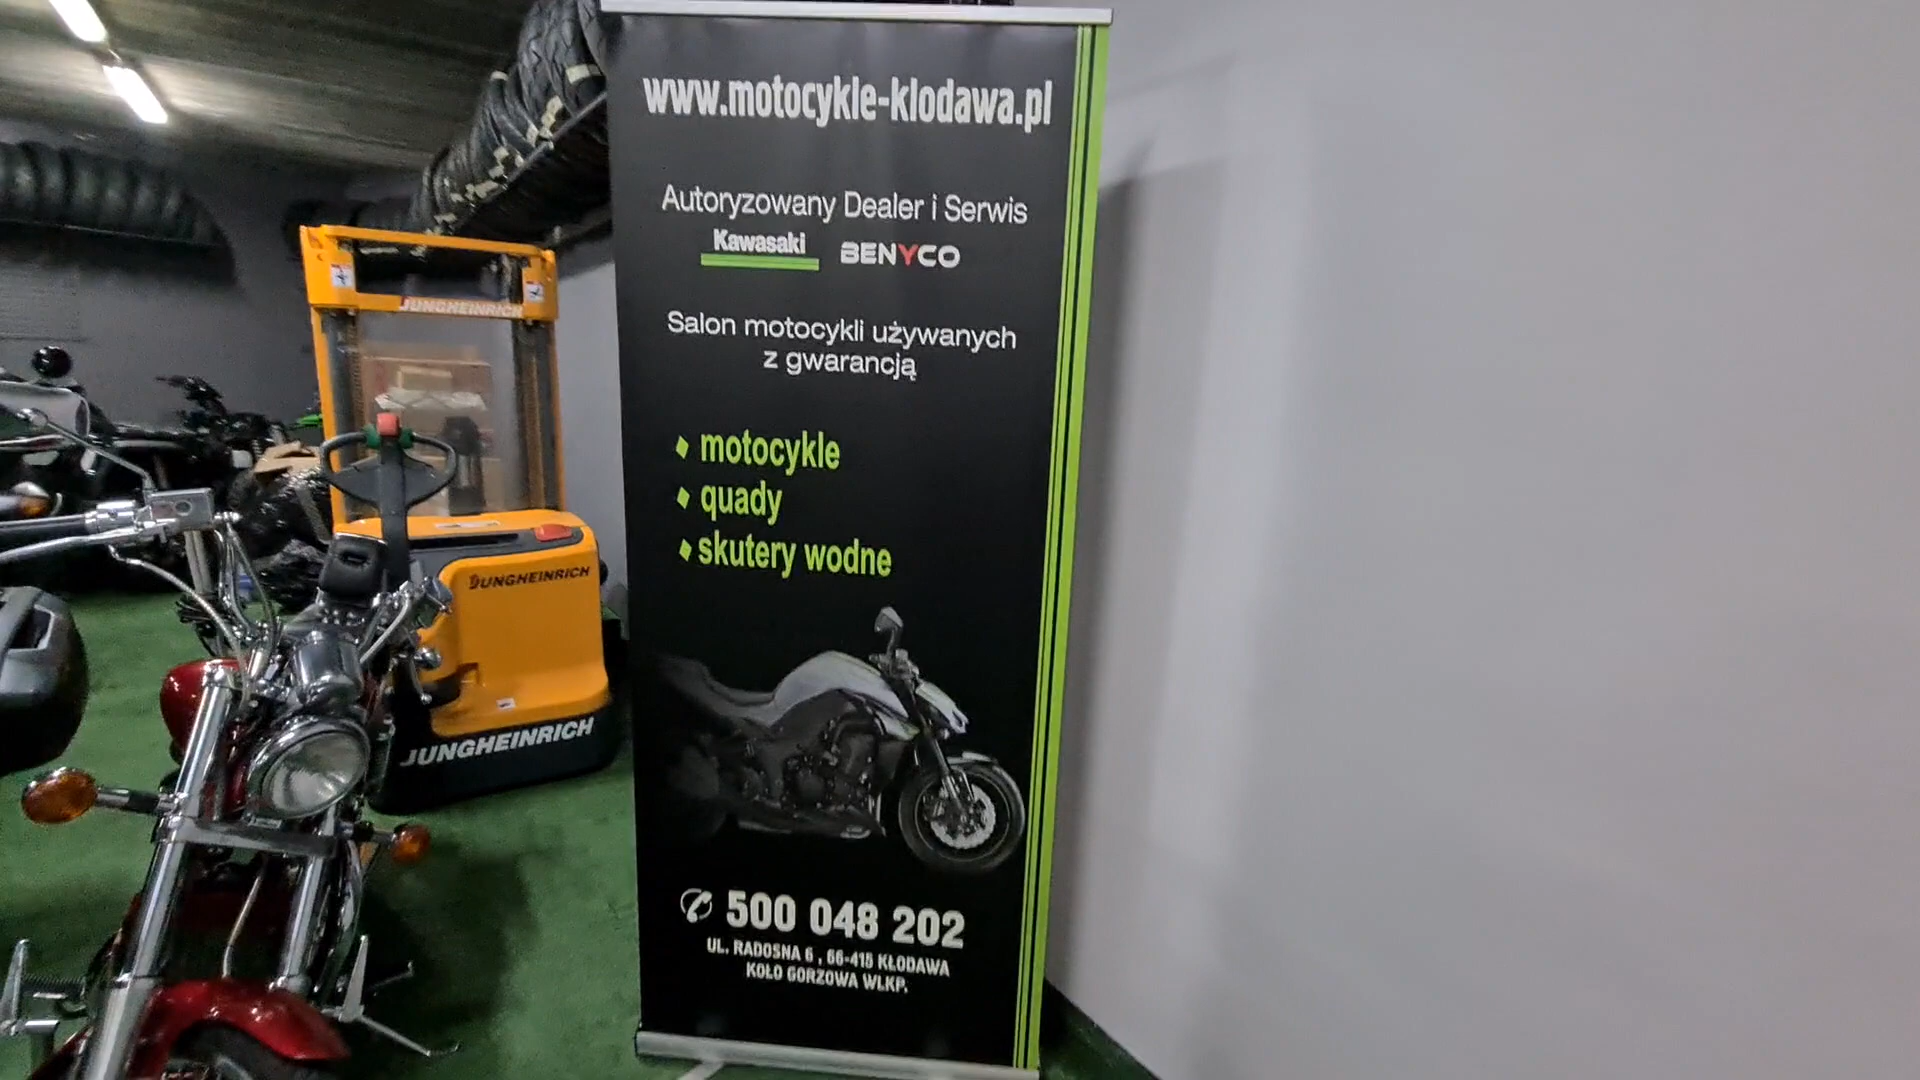 www.motocykle-klodawa.pl
Autoryzowany Dealer i Serwis
Kawasaki BENYCO
Salon motocykli używanych
z gwarancją
motocykle
quady
skutery wodne
500 048 202
UL. RADOSNA 6 , 66-415 KŁODAWA
KOŁO GORZOWA WLKP.
JUNGHEINRICH
JUNGHEINRICH
JUNGHEINRICH